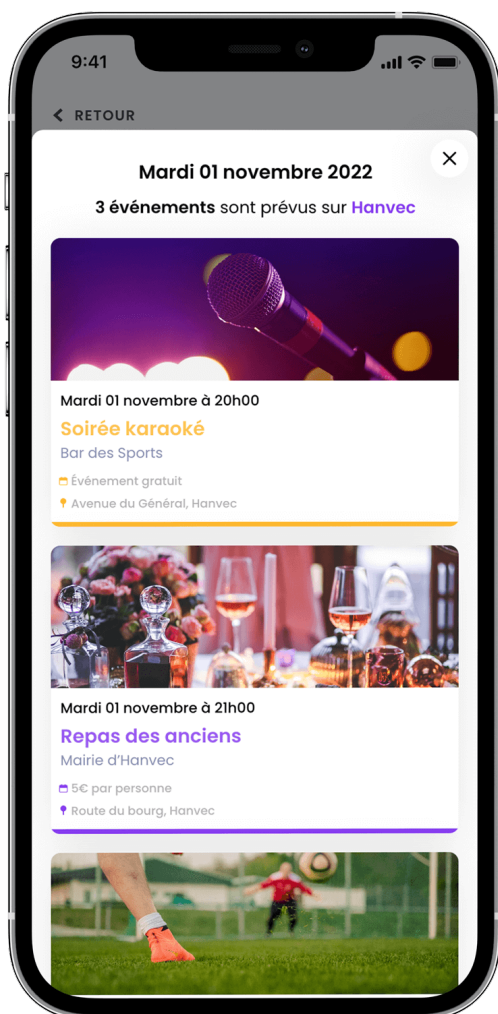 9:41
RETOUR
Mardi 01 novembre 2022
3 événements sont prévus sur Hanvec
Mardi 01 novembre à 20h00
Soirée karaoké
Bar des Sports
Événement gratuit
Avenue du Général, Hanvec
Mardi 01 novembre à 21h00
Repas des anciens
Mairie d'Hanvec
5€ par personne
Route du bourg, Hanvec